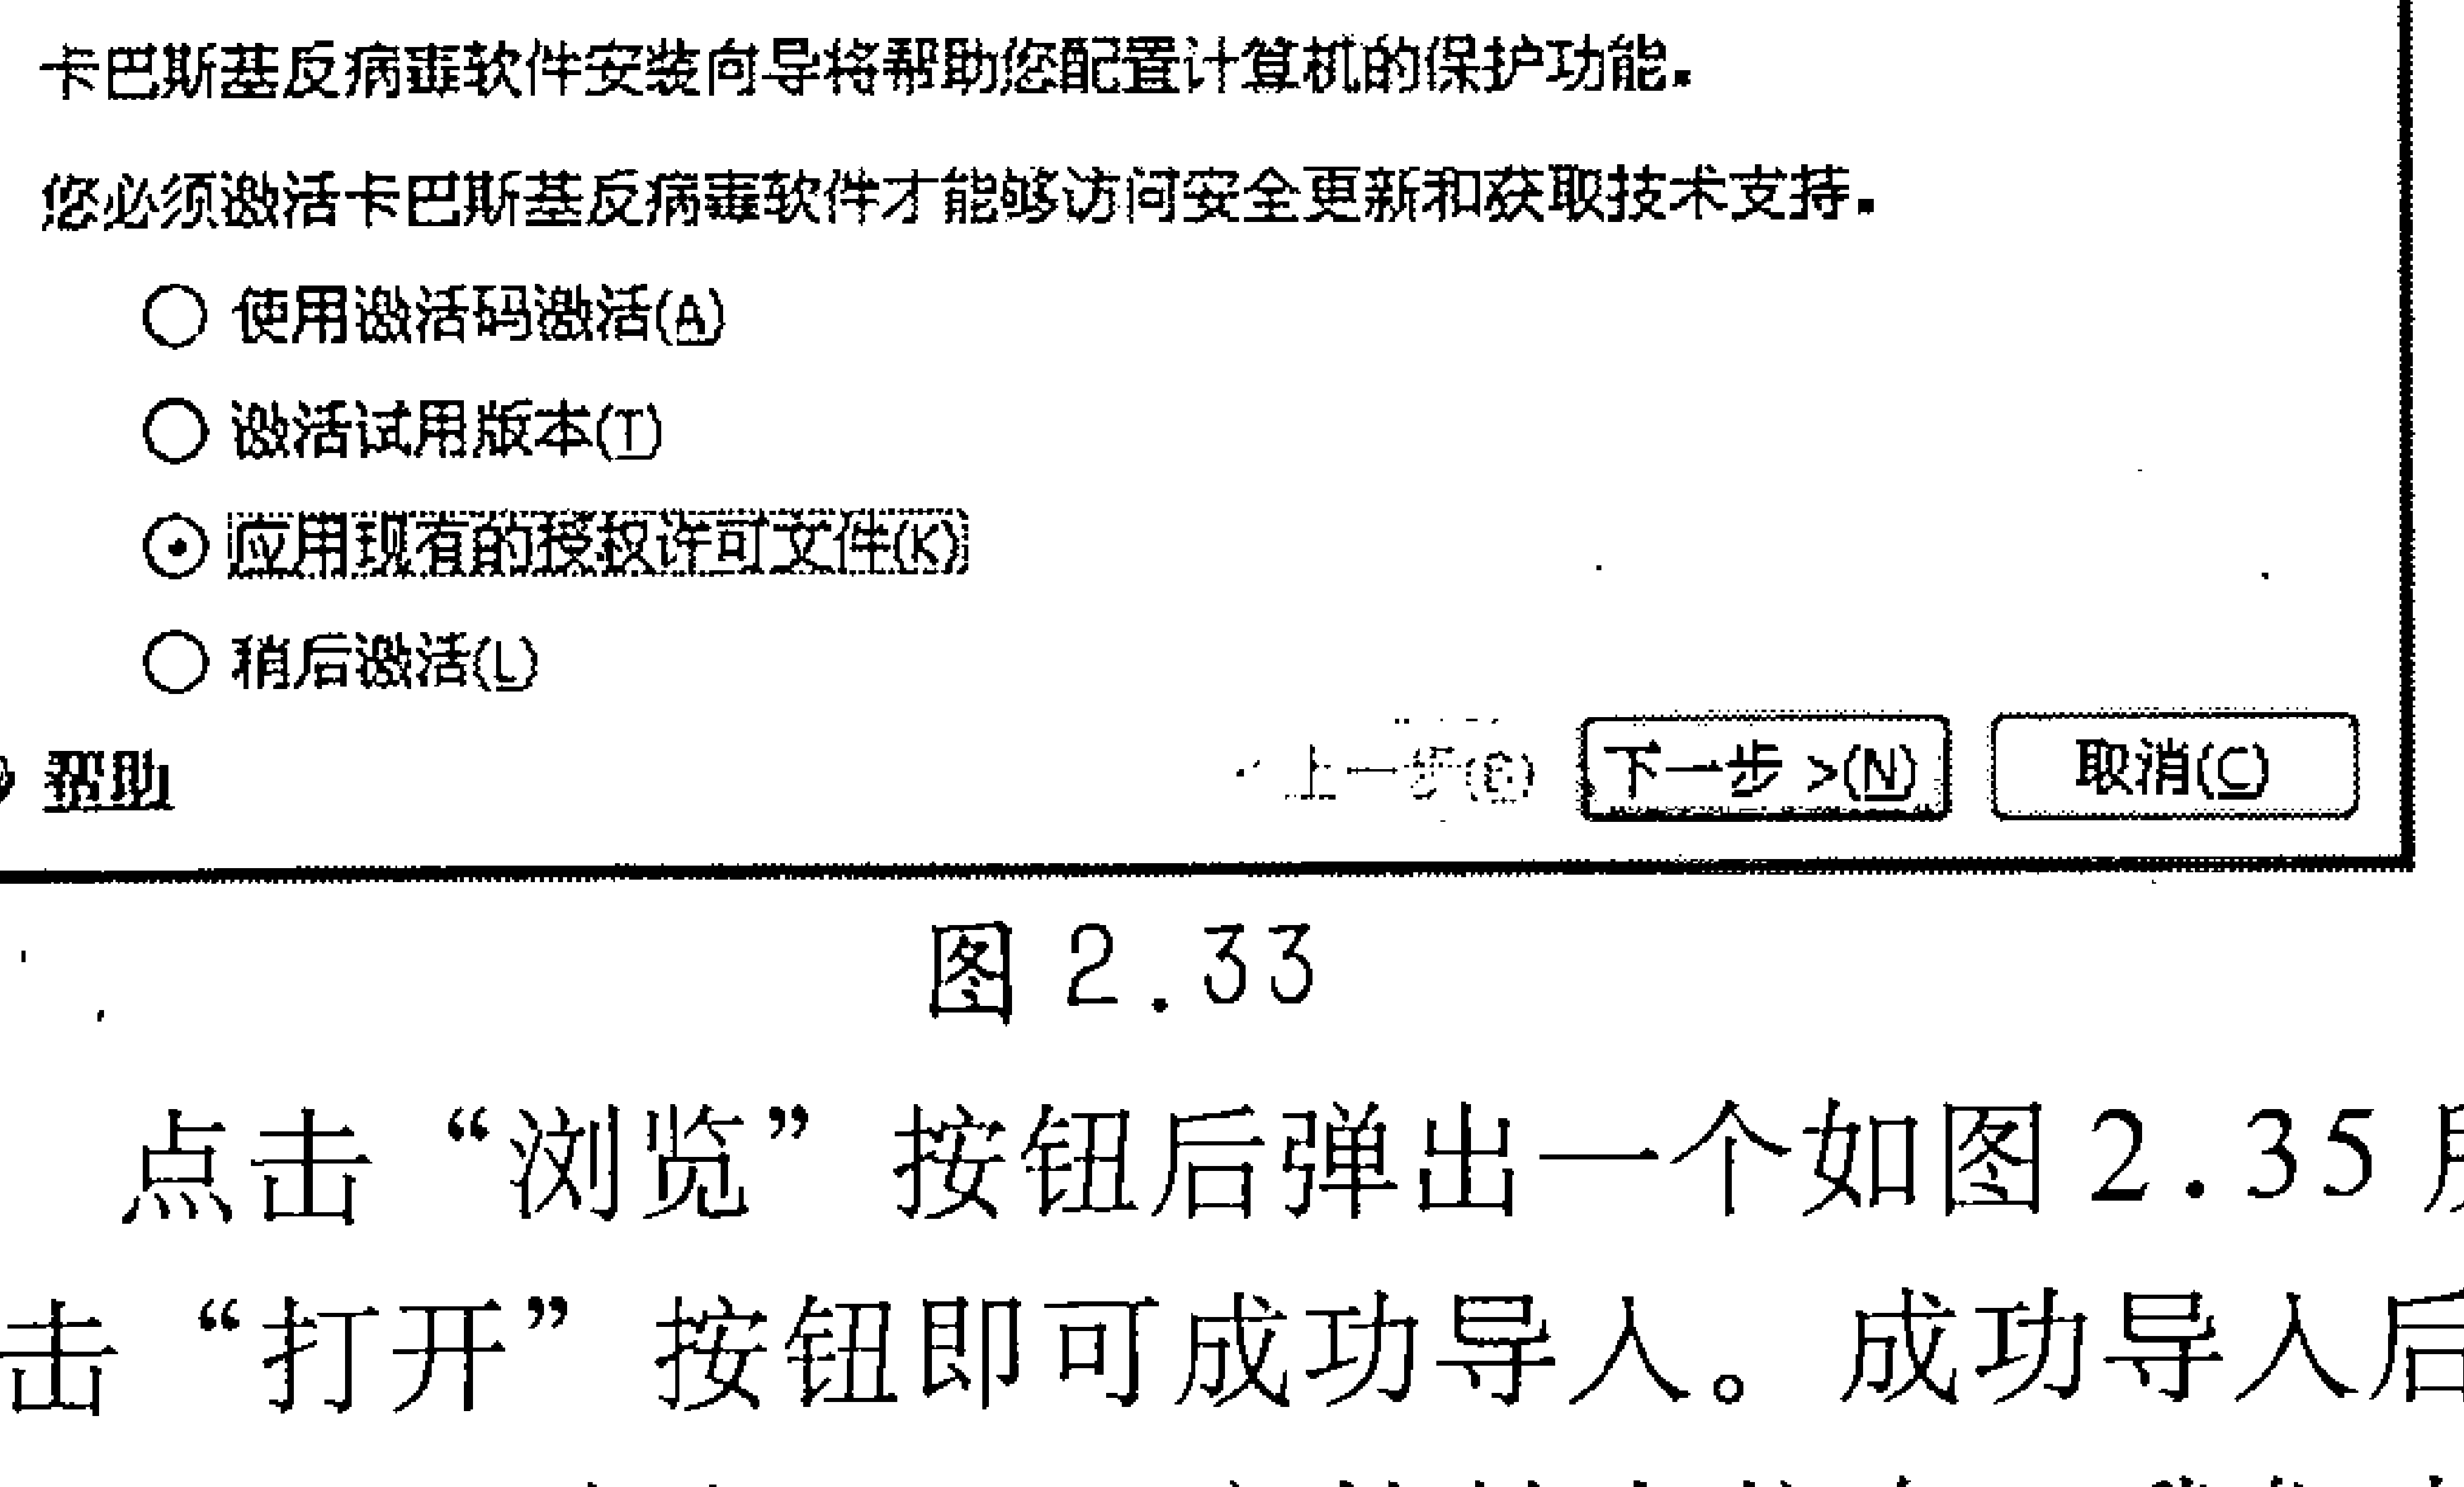 卡巴斯基反病毒软件安装向导将帮助您配置计算机的保护功能。
您必须激活卡巴斯基反病毒软件才能够访问安全更新和获取技术支持。
使用激活码激活(A)
激活试用版本(T)
应用现有的授权许可文件(K)
稍后激活(L)
帮助 上一步 下一步 >(N) 取消(C)
图 2.33
点击“浏览”按钮后弹出一个如图2.35
击“打开”按钮即可成功导入。成功导入后